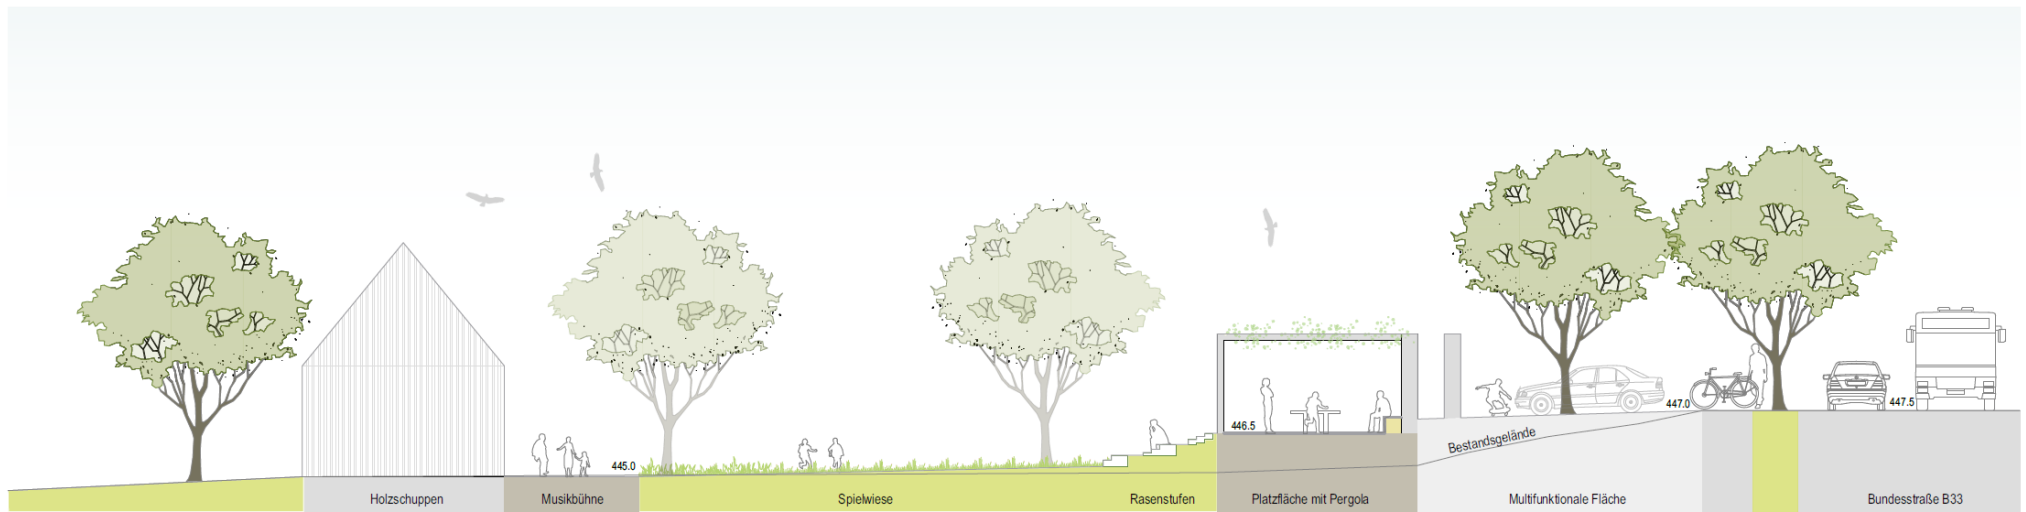 447.0
447.5
446.5
Bestandsgelände
445.0
Holzschuppen
Musikbühne
Spielwiese
Rasenstufen
Platzfläche mit Pergola
Multifunktionale Fläche
Bundesstraße B33